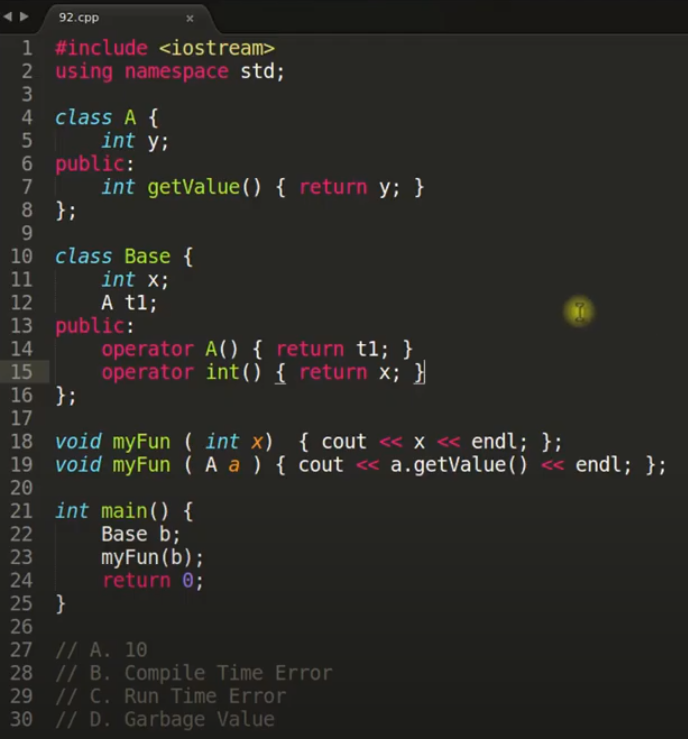 92.cpp x
1 #include <iostream>
2 using namespace std;
3
4 class A {
5     int y;
6 public:
7     int getValue() { return y; }
8 };
9
10 class Base {
11     int x;
12     A t1;
13 public:
14     operator A() { return t1; }
15     operator int() { return x; }
16 };
17
18 void myFun ( int x)  { cout << x << endl; };
19 void myFun ( A a ) { cout << a.getValue() << endl; };
20
21 int main() {
22     Base b;
23     myFun(b);
24     return 0;
25 }
26
27 // A. 10
28 // B. Compile Time Error
29 // C. Run Time Error
30 // D. Garbage Value